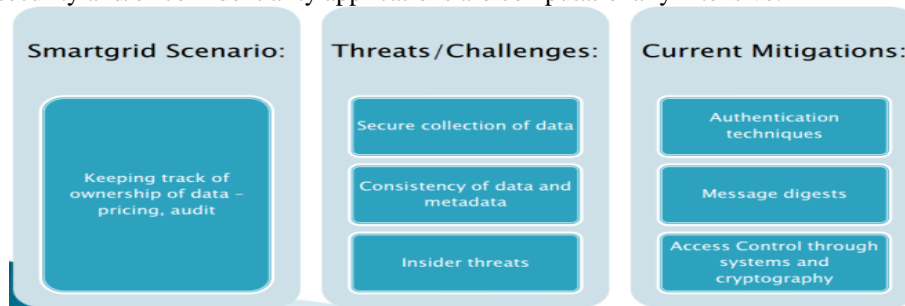 Smartgrid Scenario:
Keeping track of
ownership of data –
pricing, audit
Threats/Challenges:
Secure collection of data
Consistency of data and
metadata
Insider threats
Current Mitigations:
Authentication
techniques
Message digests
Access Control through
systems and
cryptography